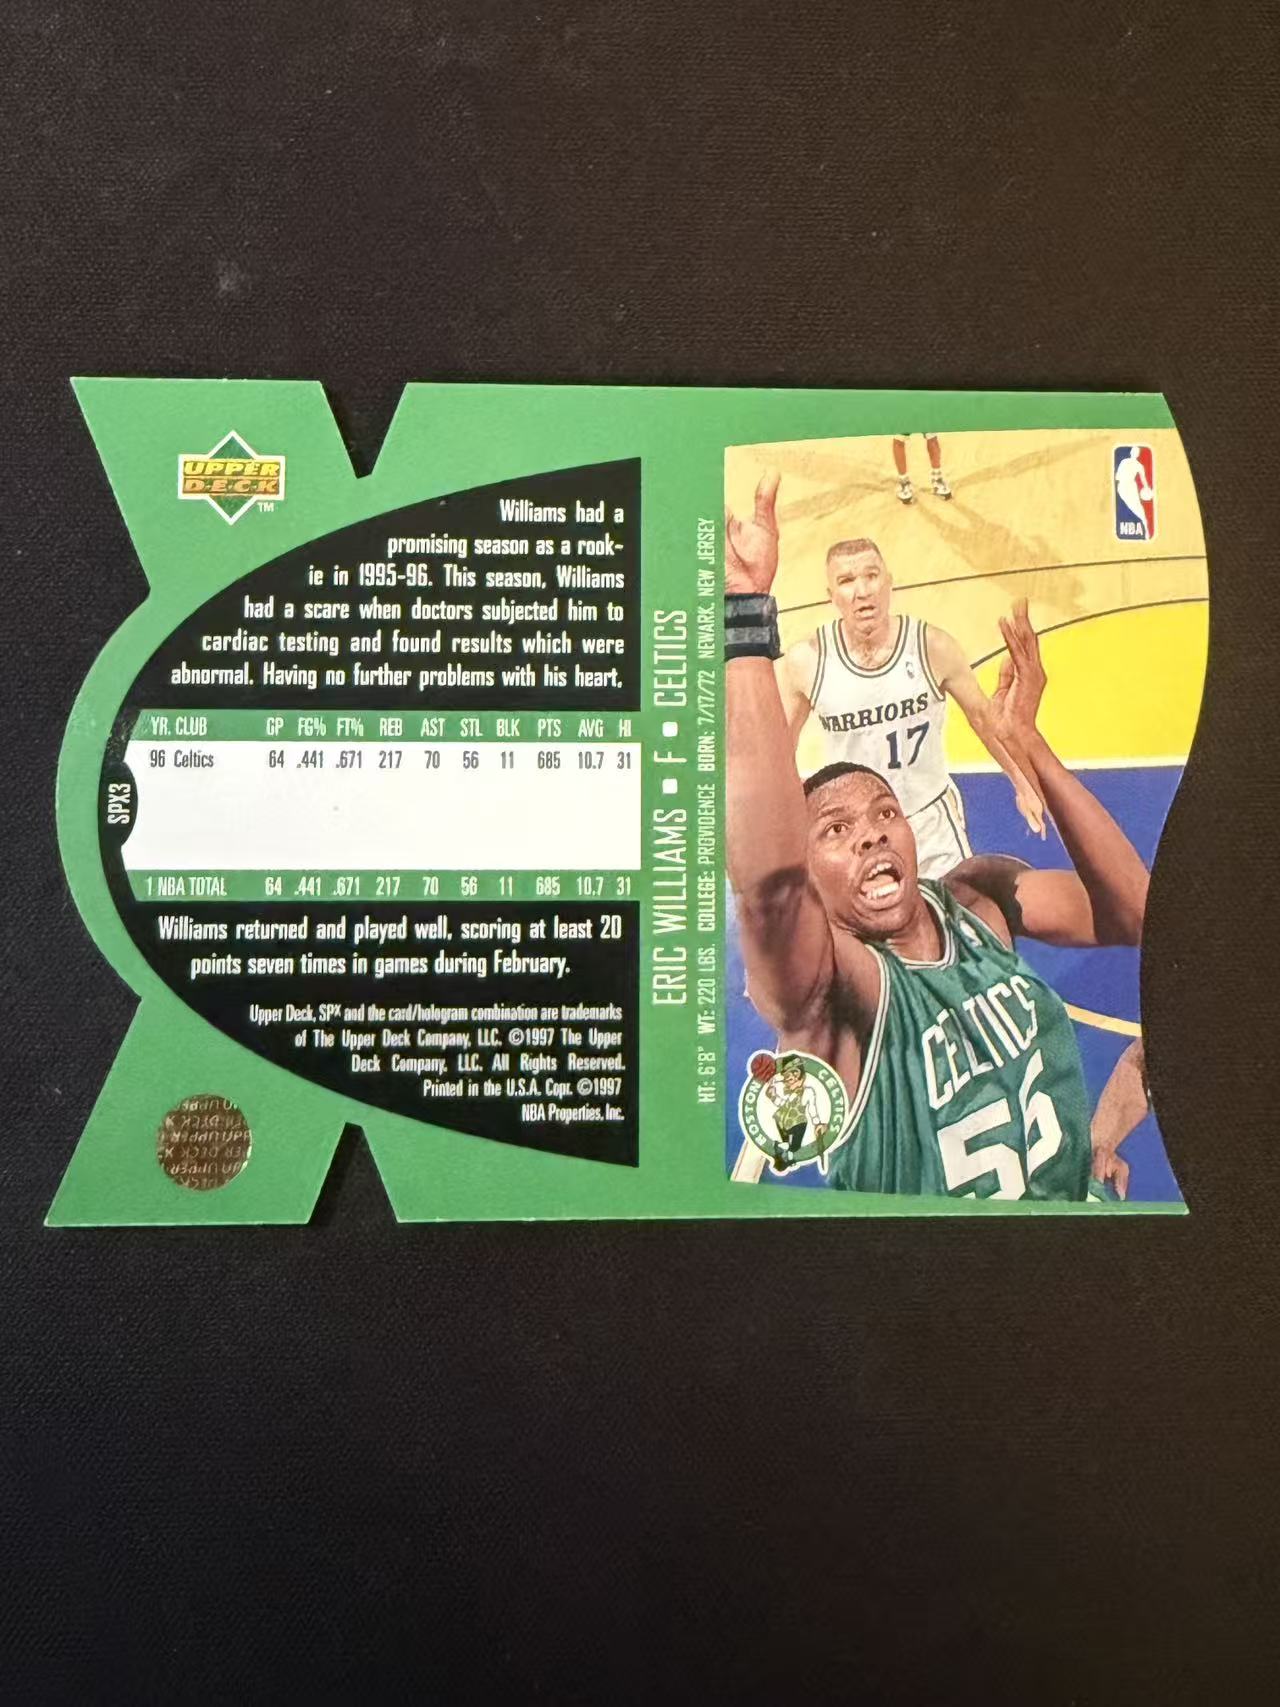 UPPER
D·E·C·K
TM
Williams had a
promising season as a rook-
ie in 1995-96. This season, Williams
had a scare when doctors subjected him to
cardiac testing and found results which were
abnormal. Having no further problems with his heart,
YR. CLUB GP FG% FT% REB AST STL BLK PTS AVG HI
96 Celtics 64 .441 .671 217 70 56 11 685 10.7 31
1 NBA TOTAL 64 .441 .671 217 70 56 11 685 10.7 31
SPX3
Williams returned and played well, scoring at least 20
points seven times in games during February.
Upper Deck, SPX and the card/hologram combination are trademarks
of The Upper Deck Company, LLC. ©1997 The Upper
Deck Company, LLC. All Rights Reserved.
Printed in the U.S.A. Copr. ©1997
NBA Properties, Inc.
ERIC WILLIAMS ▪ F ▪ CELTICS
HT: 6'8" WT: 220 LBS. COLLEGE: PROVIDENCE BORN: 7/17/72 NEWARK, NEW JERSEY
NBA
WARRIORS
17
CELTICS
55
BOSTON CELTICS